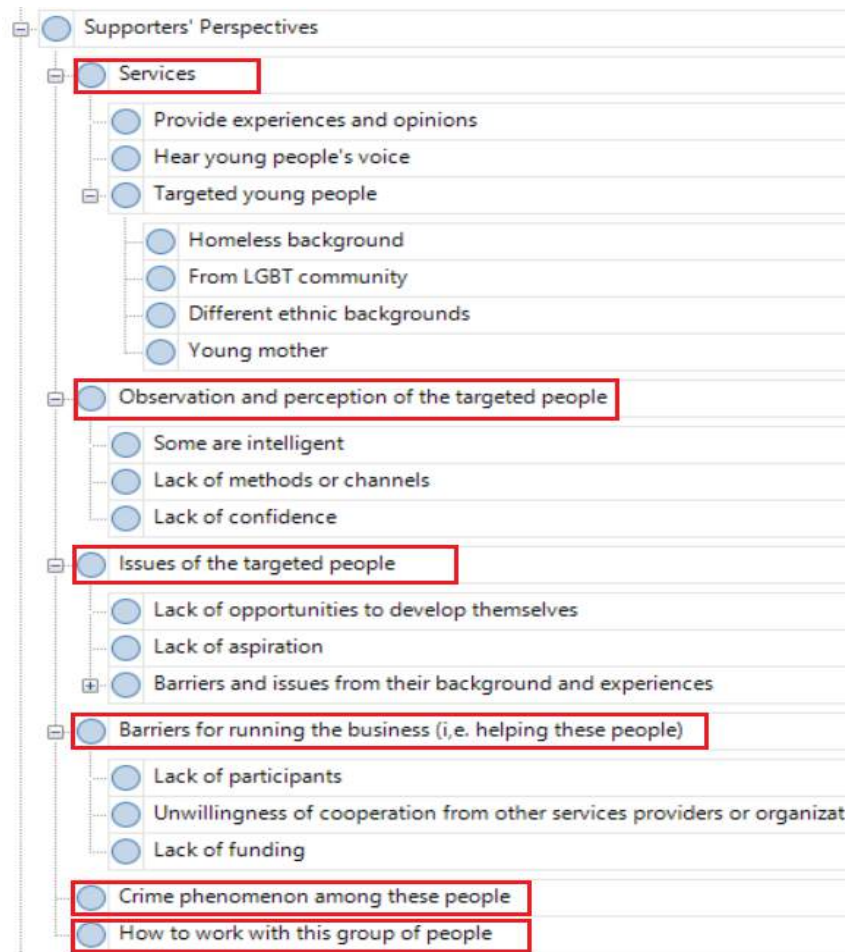 Supporters' Perspectives
Services
Provide experiences and opinions
Hear young people's voice
Targeted young people
Homeless background
From LGBT community
Different ethnic backgrounds
Young mother
Observation and perception of the targeted people
Some are intelligent
Lack of methods or channels
Lack of confidence
Issues of the targeted people
Lack of opportunities to develop themselves
Lack of aspiration
Barriers and issues from their background and experiences
Barriers for running the business (i,e. helping these people)
Lack of participants
Unwillingness of cooperation from other services providers or organizat
Lack of funding
Crime phenomenon among these people
How to work with this group of people